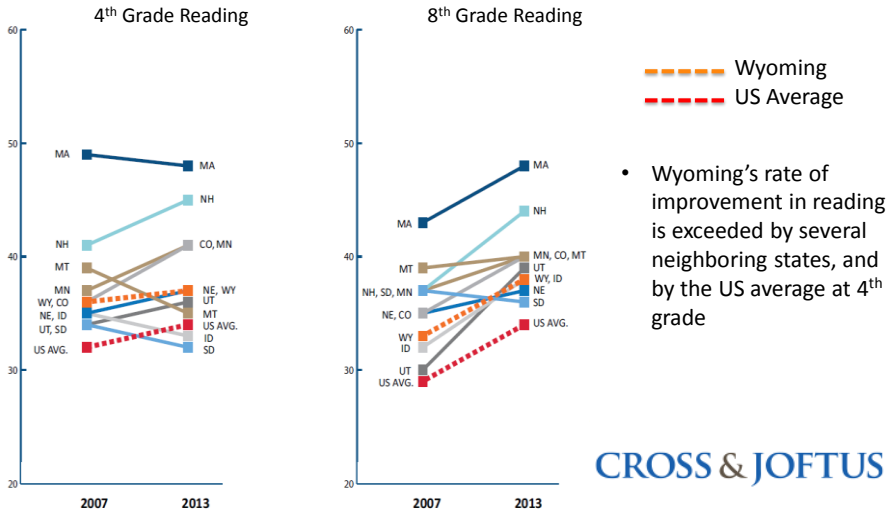 4th Grade Reading
60
50
40
30
20
MA
NH
MT
MN
WY, CO
NE, ID
UT, SD
US AVG.
MA
NH
CO, MN
NE, WY
UT
MT
US AVG.
ID
SD
2007
2013
8th Grade Reading
60
50
40
30
20
MA
MT
NH, SD, MN
NE, CO
WY
ID
UT
US AVG.
MA
NH
MN, CO, MT
UT
WY, ID
NE
SD
US AVG.
2007
2013
Wyoming
US Average
• Wyoming’s rate of
improvement in reading
is exceeded by several
neighboring states, and
by the US average at 4th
grade
CROSS & JOFTUS